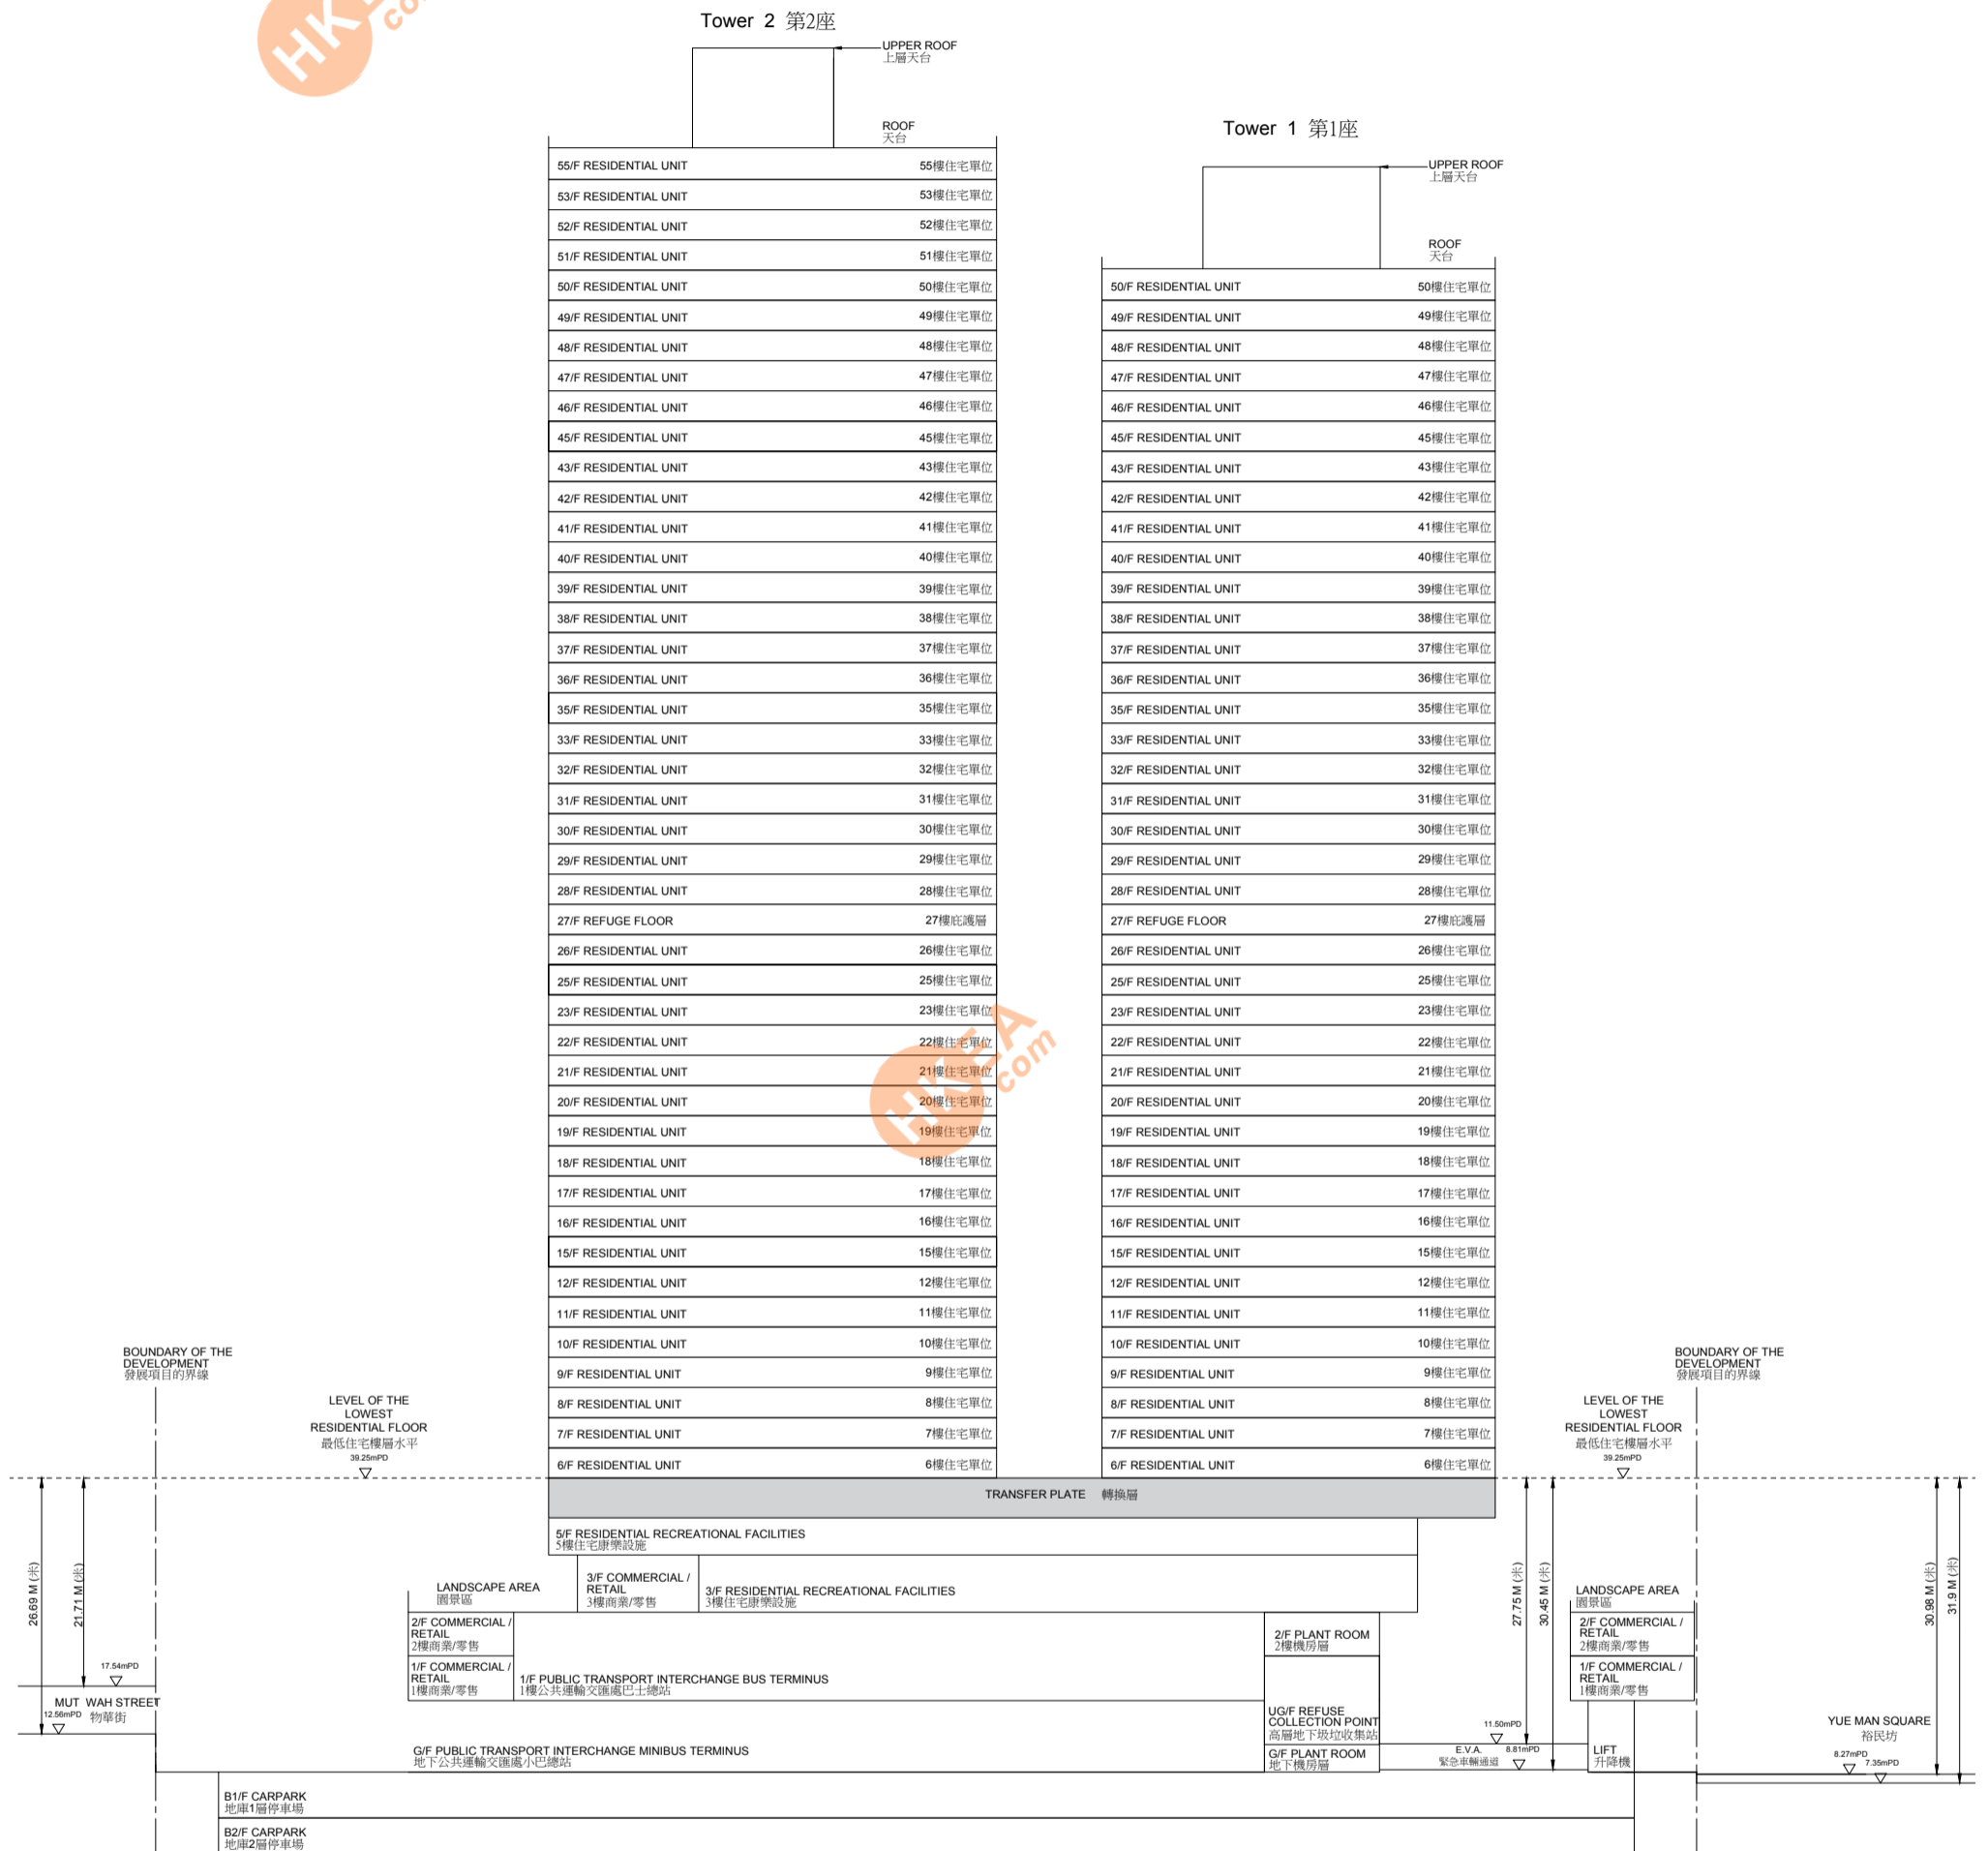 HKEA
com
Tower 2 第2座
UPPER ROOF
上層天台
ROOF
天台
55/F RESIDENTIAL UNIT 55樓住宅單位
53/F RESIDENTIAL UNIT 53樓住宅單位
52/F RESIDENTIAL UNIT 52樓住宅單位
51/F RESIDENTIAL UNIT 51樓住宅單位
50/F RESIDENTIAL UNIT 50樓住宅單位
49/F RESIDENTIAL UNIT 49樓住宅單位
48/F RESIDENTIAL UNIT 48樓住宅單位
47/F RESIDENTIAL UNIT 47樓住宅單位
46/F RESIDENTIAL UNIT 46樓住宅單位
45/F RESIDENTIAL UNIT 45樓住宅單位
43/F RESIDENTIAL UNIT 43樓住宅單位
42/F RESIDENTIAL UNIT 42樓住宅單位
41/F RESIDENTIAL UNIT 41樓住宅單位
40/F RESIDENTIAL UNIT 40樓住宅單位
39/F RESIDENTIAL UNIT 39樓住宅單位
38/F RESIDENTIAL UNIT 38樓住宅單位
37/F RESIDENTIAL UNIT 37樓住宅單位
36/F RESIDENTIAL UNIT 36樓住宅單位
35/F RESIDENTIAL UNIT 35樓住宅單位
33/F RESIDENTIAL UNIT 33樓住宅單位
32/F RESIDENTIAL UNIT 32樓住宅單位
31/F RESIDENTIAL UNIT 31樓住宅單位
30/F RESIDENTIAL UNIT 30樓住宅單位
29/F RESIDENTIAL UNIT 29樓住宅單位
28/F RESIDENTIAL UNIT 28樓住宅單位
27/F REFUGE FLOOR 27樓庇護層
26/F RESIDENTIAL UNIT 26樓住宅單位
25/F RESIDENTIAL UNIT 25樓住宅單位
23/F RESIDENTIAL UNIT 23樓住宅單位
22/F RESIDENTIAL UNIT 22樓住宅單位
21/F RESIDENTIAL UNIT 21樓住宅單位
20/F RESIDENTIAL UNIT 20樓住宅單位
19/F RESIDENTIAL UNIT 19樓住宅單位
18/F RESIDENTIAL UNIT 18樓住宅單位
17/F RESIDENTIAL UNIT 17樓住宅單位
16/F RESIDENTIAL UNIT 16樓住宅單位
15/F RESIDENTIAL UNIT 15樓住宅單位
12/F RESIDENTIAL UNIT 12樓住宅單位
11/F RESIDENTIAL UNIT 11樓住宅單位
10/F RESIDENTIAL UNIT 10樓住宅單位
9/F RESIDENTIAL UNIT 9樓住宅單位
8/F RESIDENTIAL UNIT 8樓住宅單位
7/F RESIDENTIAL UNIT 7樓住宅單位
6/F RESIDENTIAL UNIT 6樓住宅單位
HKEA
com
Tower 1 第1座
UPPER ROOF
上層天台
ROOF
天台
50/F RESIDENTIAL UNIT 50樓住宅單位
49/F RESIDENTIAL UNIT 49樓住宅單位
48/F RESIDENTIAL UNIT 48樓住宅單位
47/F RESIDENTIAL UNIT 47樓住宅單位
46/F RESIDENTIAL UNIT 46樓住宅單位
45/F RESIDENTIAL UNIT 45樓住宅單位
43/F RESIDENTIAL UNIT 43樓住宅單位
42/F RESIDENTIAL UNIT 42樓住宅單位
41/F RESIDENTIAL UNIT 41樓住宅單位
40/F RESIDENTIAL UNIT 40樓住宅單位
39/F RESIDENTIAL UNIT 39樓住宅單位
38/F RESIDENTIAL UNIT 38樓住宅單位
37/F RESIDENTIAL UNIT 37樓住宅單位
36/F RESIDENTIAL UNIT 36樓住宅單位
35/F RESIDENTIAL UNIT 35樓住宅單位
33/F RESIDENTIAL UNIT 33樓住宅單位
32/F RESIDENTIAL UNIT 32樓住宅單位
31/F RESIDENTIAL UNIT 31樓住宅單位
30/F RESIDENTIAL UNIT 30樓住宅單位
29/F RESIDENTIAL UNIT 29樓住宅單位
28/F RESIDENTIAL UNIT 28樓住宅單位
27/F REFUGE FLOOR 27樓庇護層
26/F RESIDENTIAL UNIT 26樓住宅單位
25/F RESIDENTIAL UNIT 25樓住宅單位
23/F RESIDENTIAL UNIT 23樓住宅單位
22/F RESIDENTIAL UNIT 22樓住宅單位
21/F RESIDENTIAL UNIT 21樓住宅單位
20/F RESIDENTIAL UNIT 20樓住宅單位
19/F RESIDENTIAL UNIT 19樓住宅單位
18/F RESIDENTIAL UNIT 18樓住宅單位
17/F RESIDENTIAL UNIT 17樓住宅單位
16/F RESIDENTIAL UNIT 16樓住宅單位
15/F RESIDENTIAL UNIT 15樓住宅單位
12/F RESIDENTIAL UNIT 12樓住宅單位
11/F RESIDENTIAL UNIT 11樓住宅單位
10/F RESIDENTIAL UNIT 10樓住宅單位
9/F RESIDENTIAL UNIT 9樓住宅單位
8/F RESIDENTIAL UNIT 8樓住宅單位
7/F RESIDENTIAL UNIT 7樓住宅單位
6/F RESIDENTIAL UNIT 6樓住宅單位
BOUNDARY OF THE
DEVELOPMENT
發展項目的界線
LEVEL OF THE
LOWEST
RESIDENTIAL FLOOR
最低住宅樓層水平
39.25mPD
LEVEL OF THE
LOWEST
RESIDENTIAL FLOOR
最低住宅樓層水平
39.25mPD
BOUNDARY OF THE
DEVELOPMENT
發展項目的界線
TRANSFER PLATE 轉換層
5/F RESIDENTIAL RECREATIONAL FACILITIES
5樓住宅康樂設施
26.69 M (米)
21.71 M (米)
LANDSCAPE AREA
園景區
3/F COMMERCIAL /
RETAIL
3樓商業/零售
3/F RESIDENTIAL RECREATIONAL FACILITIES
3樓住宅康樂設施
27.75 M (米)
30.45 M (米)
LANDSCAPE AREA
園景區
30.98 M (米)
31.9 M (米)
2/F COMMERCIAL /
RETAIL
2樓商業/零售
2/F PLANT ROOM
2樓機房層
2/F COMMERCIAL /
RETAIL
2樓商業/零售
17.54mPD
1/F COMMERCIAL /
RETAIL
1樓商業/零售
1/F PUBLIC TRANSPORT INTERCHANGE BUS TERMINUS
1樓公共運輸交匯處巴士總站
1/F COMMERCIAL /
RETAIL
1樓商業/零售
MUT WAH STREET
物華街
12.56mPD
UG/F REFUSE
COLLECTION POINT
高層地下垃圾收集站
11.50mPD
YUE MAN SQUARE
裕民坊
G/F PUBLIC TRANSPORT INTERCHANGE MINIBUS TERMINUS
地下公共運輸交匯處小巴總站
G/F PLANT ROOM
地下機房層
E.V.A.
緊急車輛通道
8.81mPD
LIFT
升降機
8.27mPD
7.35mPD
B1/F CARPARK
地庫1層停車場
B2/F CARPARK
地庫2層停車場